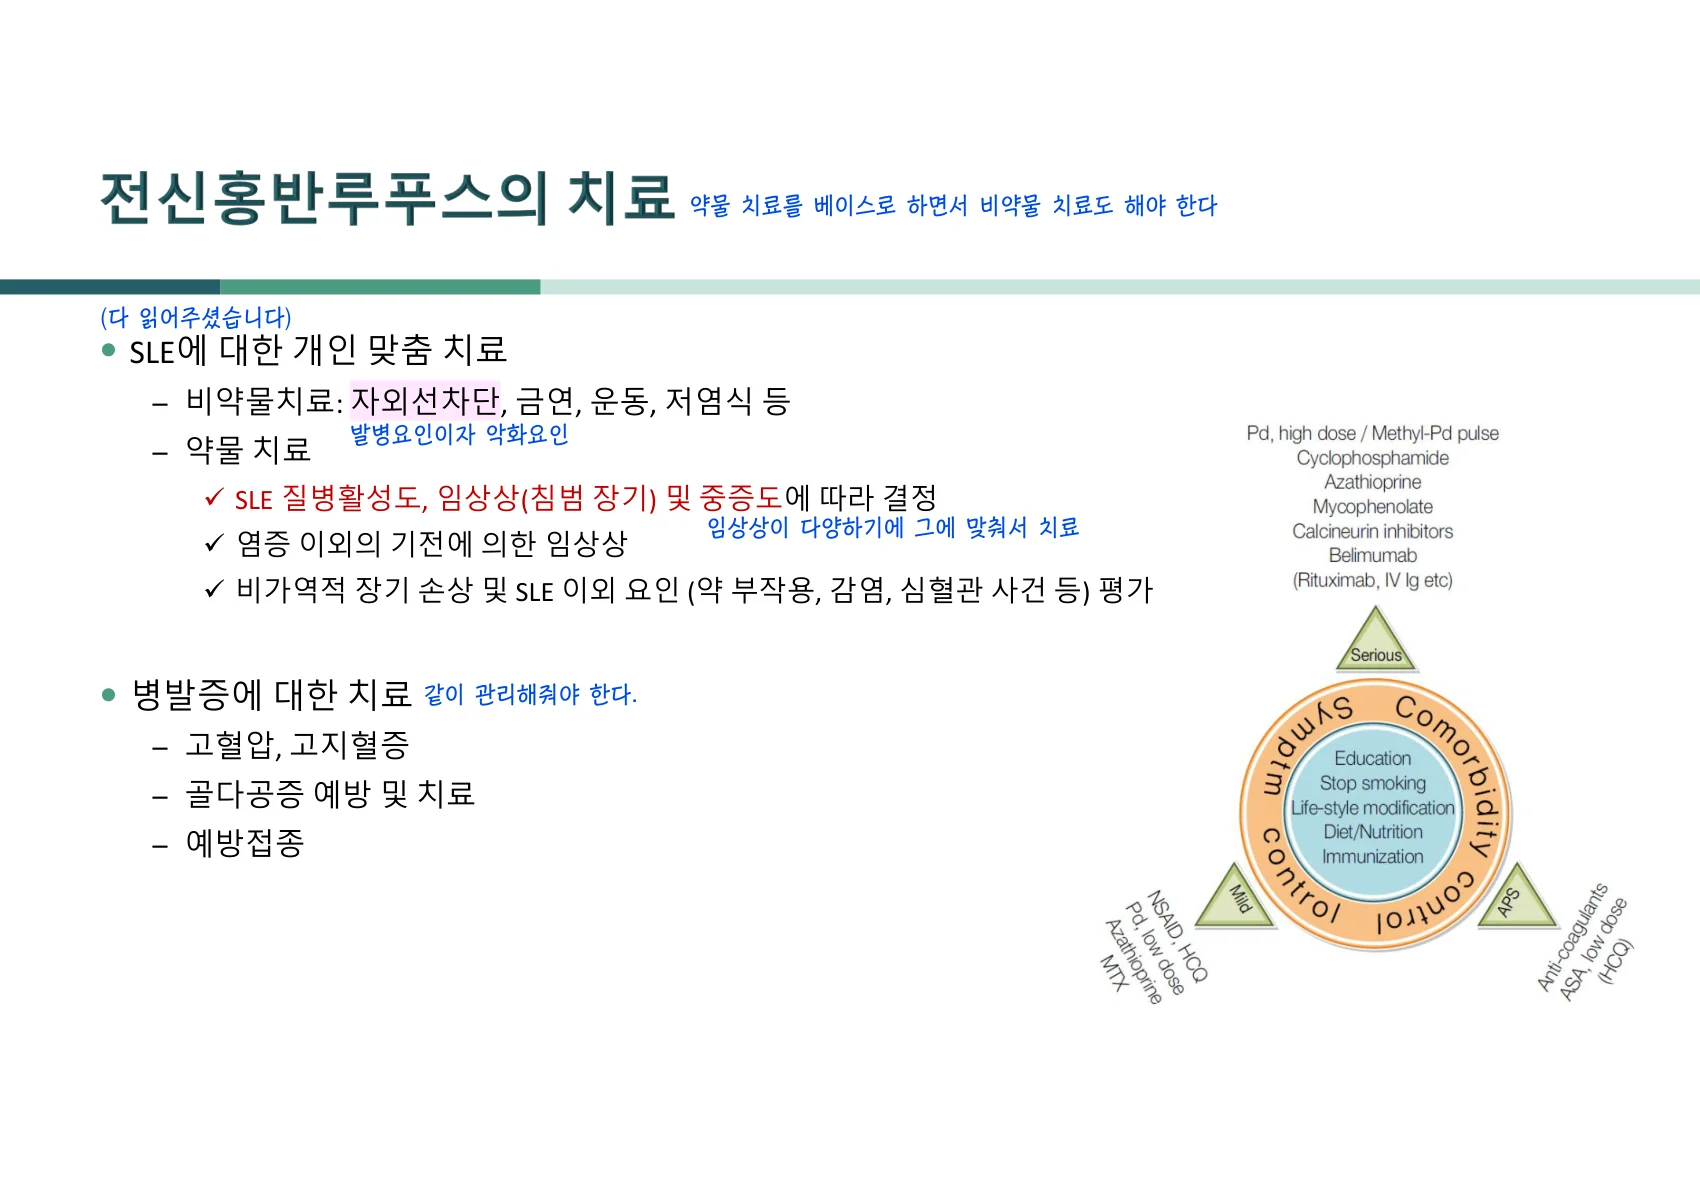 전신홍반루푸스의 치료 약물 치료를 베이스로 하면서 비약물 치료도 해야 한다
(다 읽어주셨습니다)
• SLE에 대한 개인 맞춤 치료
– 비약물치료: 자외선차단, 금연, 운동, 저염식 등
발병요인이자 악화요인
– 약물 치료
✓ SLE 질병활성도, 임상상(침범 장기) 및 중증도에 따라 결정
임상상이 다양하기에 그에 맞춰서 치료
✓ 염증 이외의 기전에 의한 임상상
✓ 비가역적 장기 손상 및 SLE 이외 요인 (약 부작용, 감염, 심혈관 사건 등) 평가
• 병발증에 대한 치료 같이 관리해줘야 한다.
– 고혈압, 고지혈증
– 골다공증 예방 및 치료
– 예방접종
Pd, high dose / Methyl-Pd pulse
Cyclophosphamide
Azathioprine
Mycophenolate
Calcineurin inhibitors
Belimumab
(Rituximab, IV Ig etc)
Serious
Symptm control
Comorbidity control
Education
Stop smoking
Life-style modification
Diet/Nutrition
Immunization
Mild
NSAID, HCQ
Pd, low dose
Azathioprine
MTX
APS
Anti-coagulants
ASA, low dose
(HCQ)